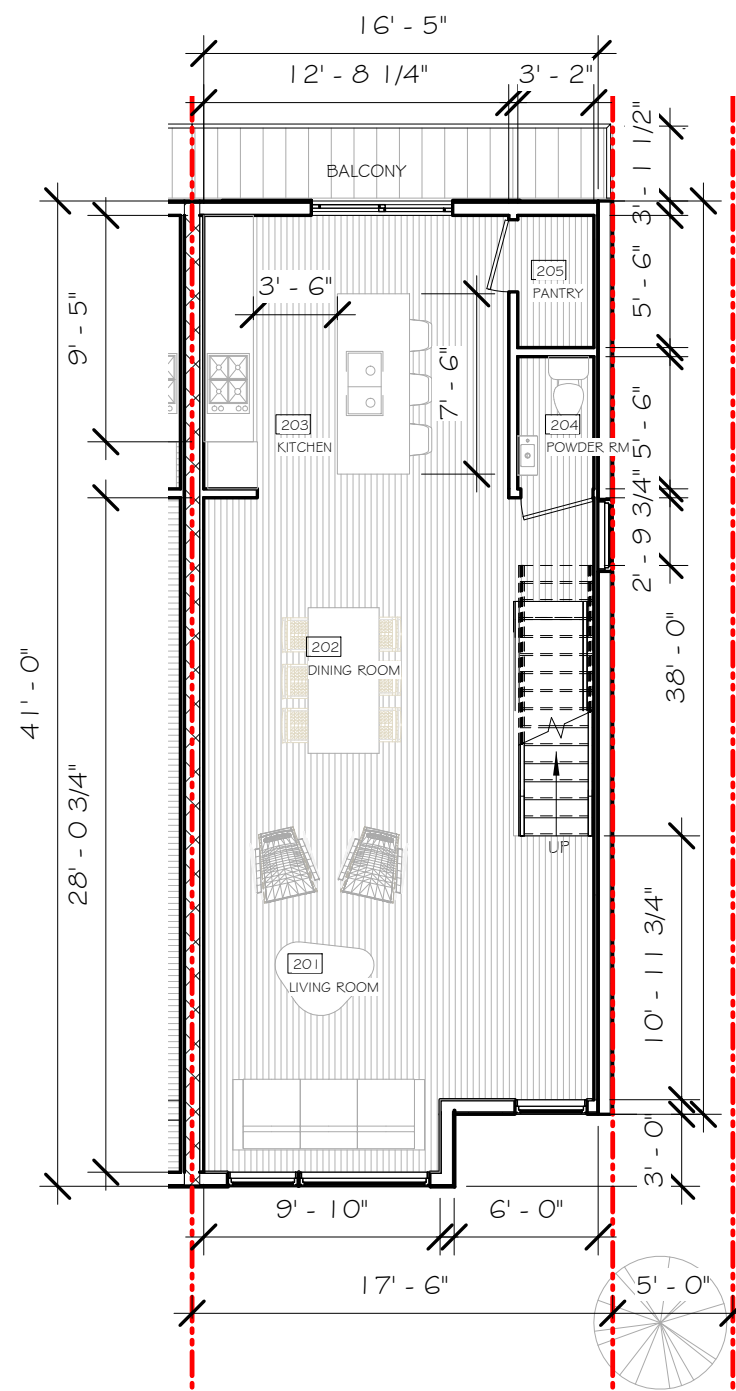 16' - 5"
12' - 8 1/4"
3' - 2"
3' - 1 1/2"
BALCONY
205
PANTRY
5' - 6"
3' - 6"
9' - 5"
7' - 6"
203
KITCHEN
204
POWDER RM
5' - 6"
2' - 9 3/4"
41' - 0"
38' - 0"
202
DINING ROOM
28' - 0 3/4"
UP
10' - 11 3/4"
201
LIVING ROOM
3' - 0"
9' - 10"
6' - 0"
17' - 6"
5' - 0"